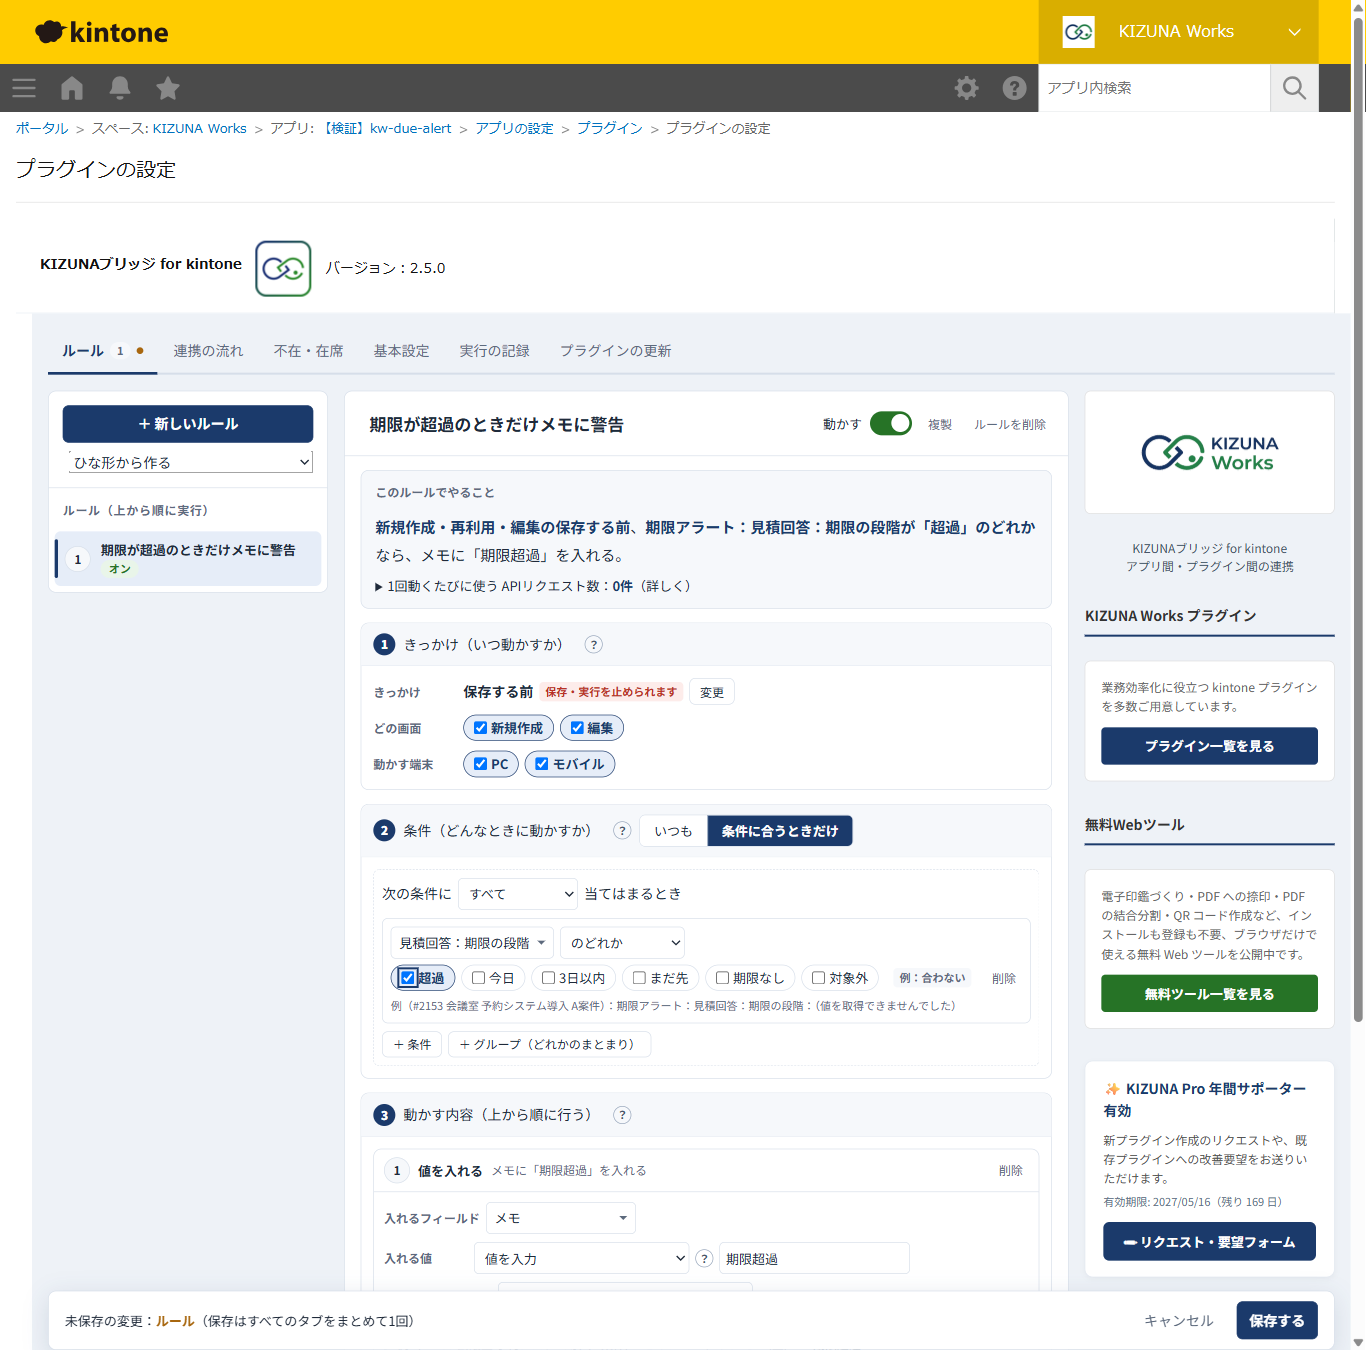 kintone
KIZUNA Works
アプリ内検索
ポータル > スペース: KIZUNA Works > アプリ: 【検証】kw-due-alert > アプリの設定 > プラグイン > プラグインの設定
プラグインの設定
KIZUNAブリッジ for kintone
バージョン：2.5.0
ルール 1 連携の流れ 不在・在席 基本設定 実行の記録 プラグインの更新
＋ 新しいルール
ひな形から作る
ルール（上から順に実行）
1 期限が超過のときだけメモに警告
オン
期限が超過のときだけメモに警告
動かす 複製 ルールを削除
このルールでやること
新規作成・再利用・編集の保存する前、期限アラート：見積回答：期限の段階が「超過」のどれか
なら、メモに「期限超過」を入れる。
▶ 1回動くたびに使う APIリクエスト数：0件（詳しく）
1 きっかけ（いつ動かすか） ?
きっかけ 保存する前 保存・実行を止められます 変更
どの画面 新規作成 編集
動かす端末 PC モバイル
2 条件（どんなときに動かすか） ? いつも 条件に合うときだけ
次の条件に すべて 当てはまるとき
見積回答：期限の段階 のどれか
超過 今日 3日以内 まだ先 期限なし 対象外 例：合わない 削除
例（#2153 会議室 予約システム導入 A案件）：期限アラート：見積回答：期限の段階：（値を取得できませんでした）
＋ 条件 ＋ グループ（どれかのまとまり）
3 動かす内容（上から順に行う） ?
1 値を入れる メモに「期限超過」を入れる 削除
入れるフィールド メモ
入れる値 値を入力 ? 期限超過
KIZUNA
Works
KIZUNAブリッジ for kintone
アプリ間・プラグイン間の連携
KIZUNA Works プラグイン
業務効率化に役立つ kintone プラグイン
を多数ご用意しています。
プラグイン一覧を見る
無料Webツール
電子印鑑づくり・PDF への捺印・PDF
の結合分割・QR コード作成など、イン
ストールも登録も不要、ブラウザだけで
使える無料 Web ツールを公開中です。
無料ツール一覧を見る
KIZUNA Pro 年間サポーター
有効
新プラグイン作成のリクエストや、既
存プラグインへの改善要望をお送りい
ただけます。
有効期限: 2027/05/16（残り 169 日）
リクエスト・要望フォーム
未保存の変更：ルール（保存はすべてのタブをまとめて1回）
キャンセル 保存する